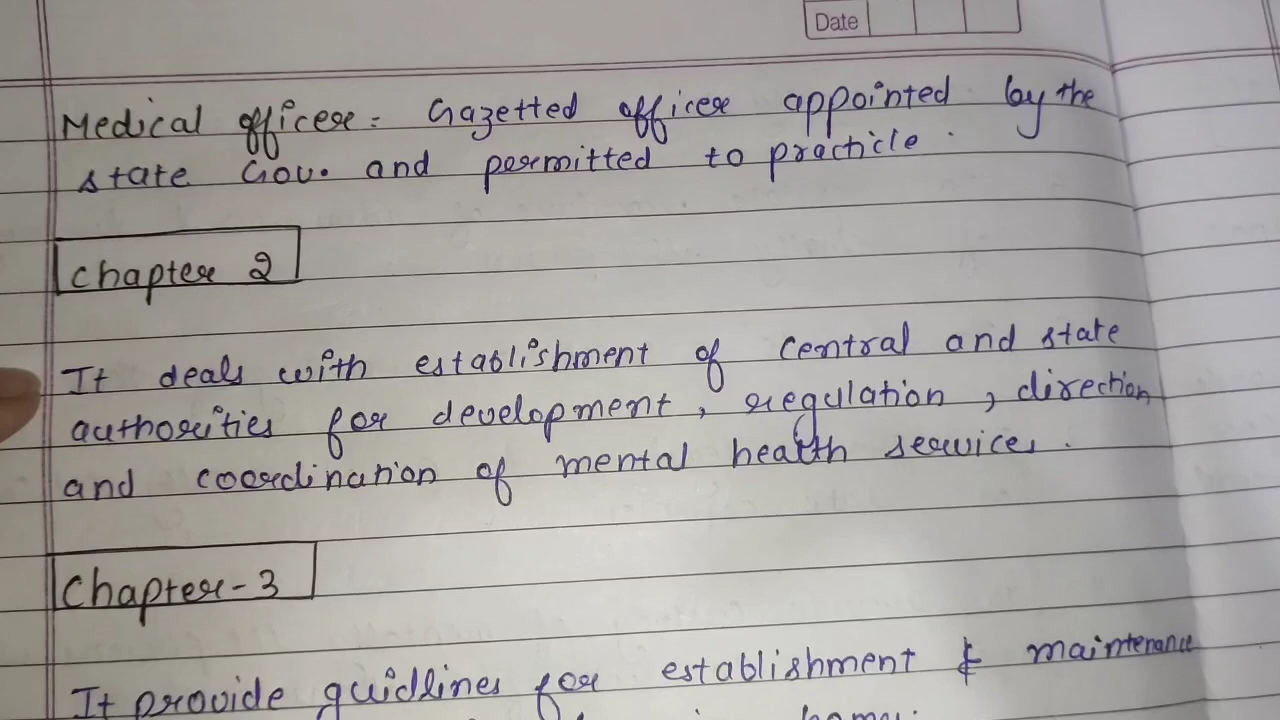 Date
Medical officer: Gazetted officer appointed by the
state Gov. and permitted to practicle.
Chapter 2
It deals with establishment of central and state
authorities for development, regulation, direction
and coordination of mental health services.
Chapter-3
It provide guidlines for establishment & maintenance